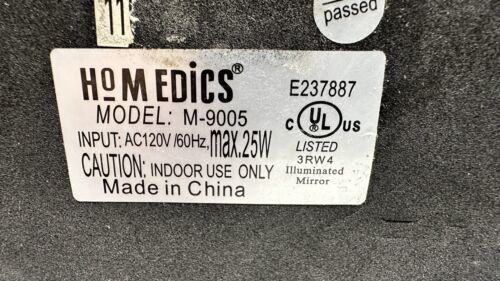 11
passed
HoMEDICS®
E237887
MODEL: M-9005
INPUT: AC120V/60Hz, max.25W
CAUTION: INDOOR USE ONLY
Made in China
C UL US
LISTED
3RW4
Illuminated
Mirror